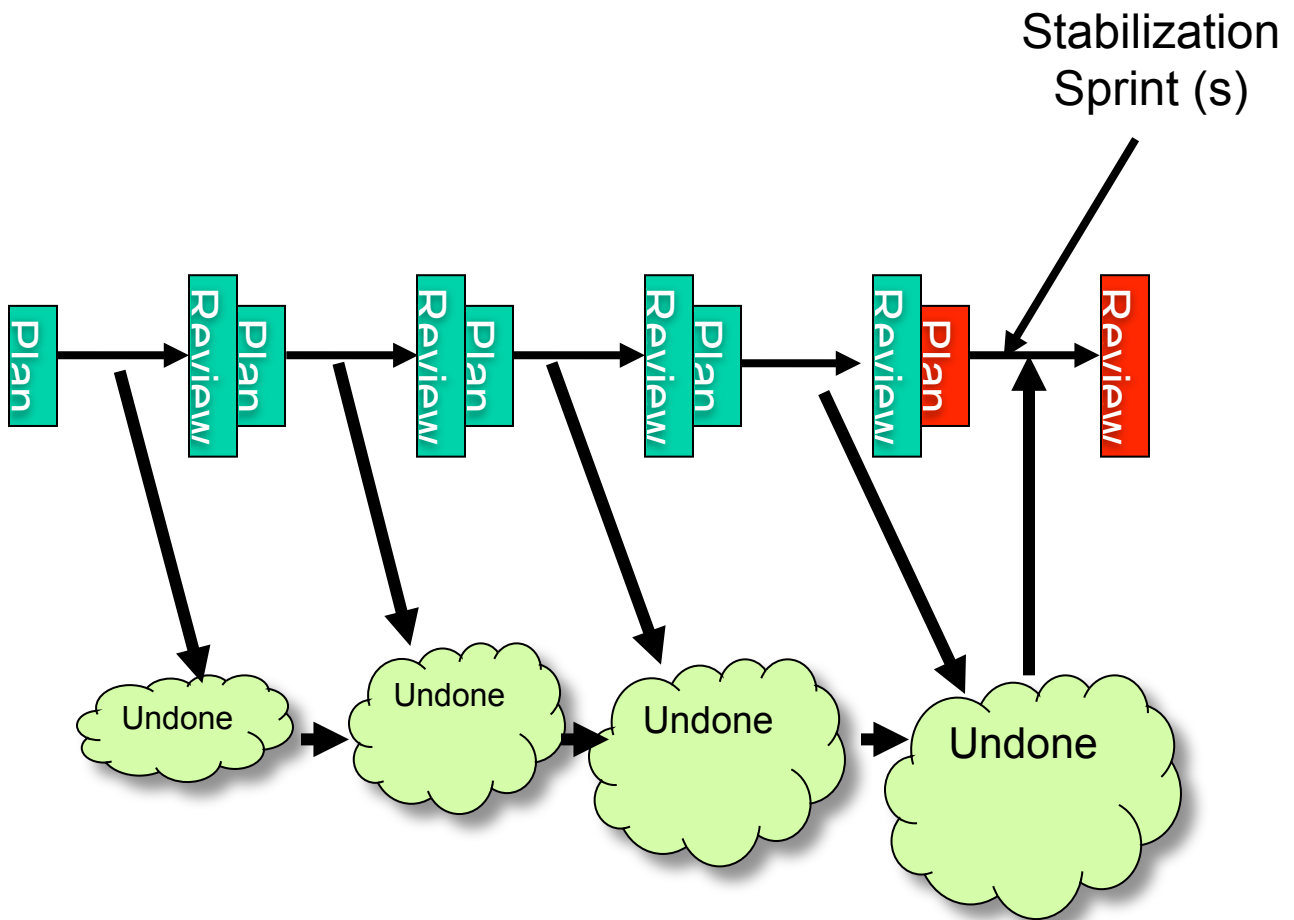 Stabilization
Sprint (s)
Plan
Review
Plan
Review
Plan
Review
Plan
Review
Plan
Review
Undone
Undone
Undone
Undone